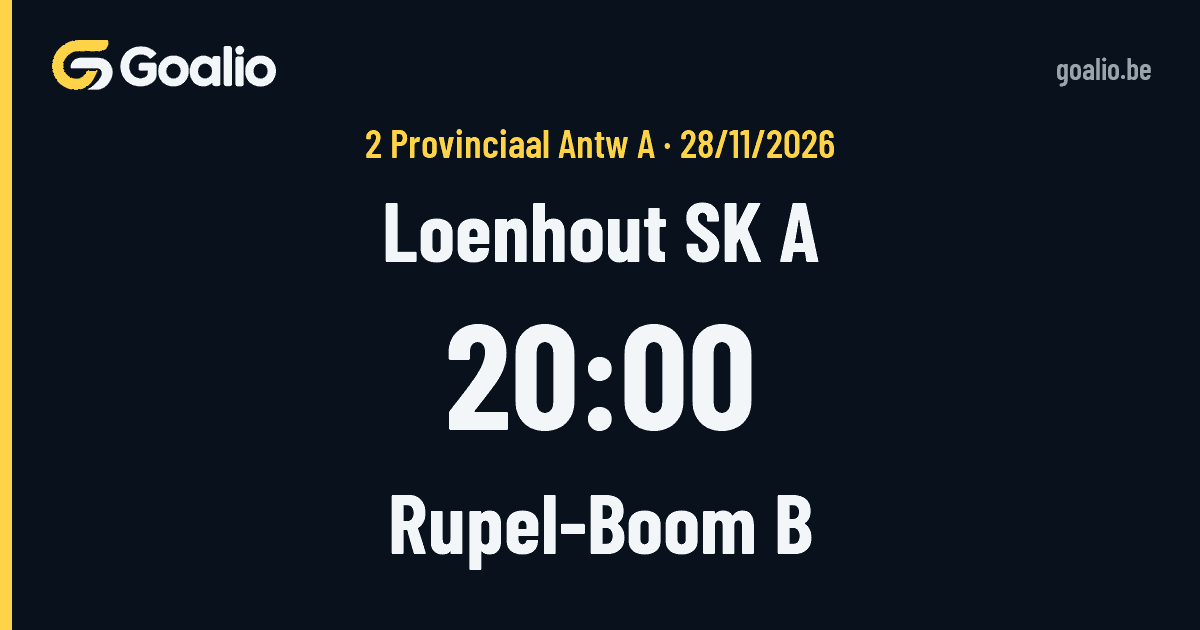 Goalio
goalio.be
2 Provinciaal Antw A · 28/11/2026
Loenhout SK A
20:00
Rupel-Boom B